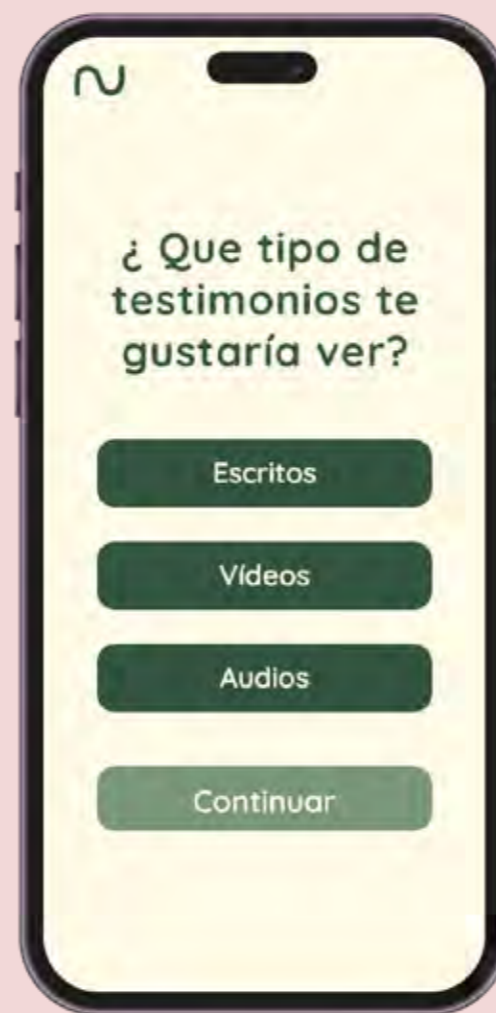 ¿ Que tipo de
testimonios te
gustaría ver?
Escritos
Vídeos
Audios
Continuar